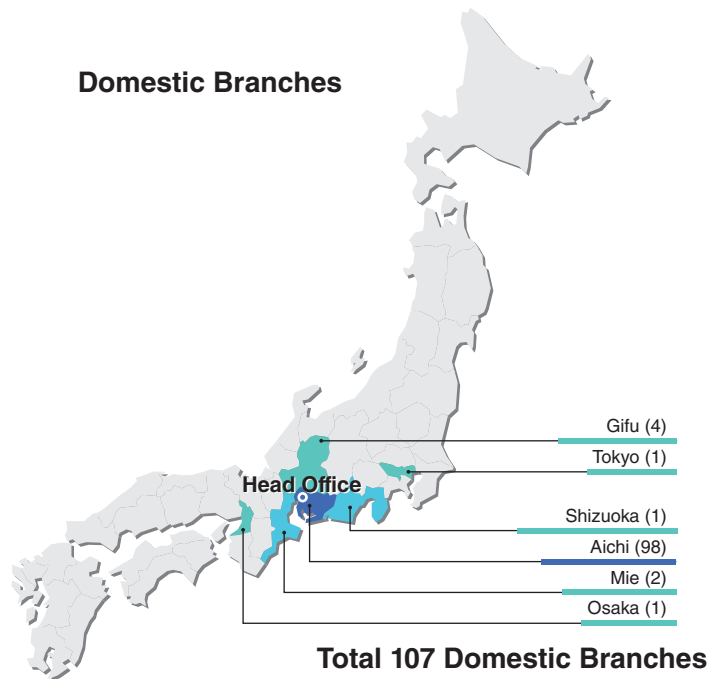 Domestic Branches
Gifu (4)
Tokyo (1)
Head Office
Shizuoka (1)
Aichi (98)
Mie (2)
Osaka (1)
Total 107 Domestic Branches